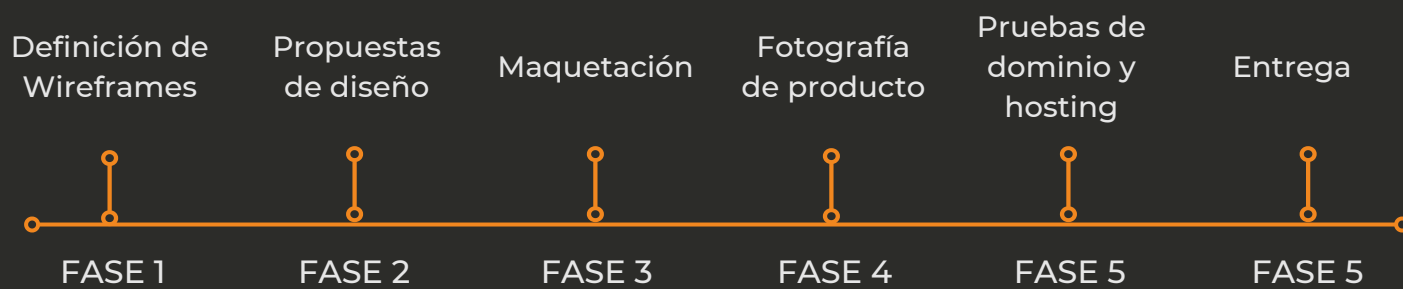 Definición de
Wireframes
Propuestas
de diseño
Maquetación
Fotografía
de producto
Pruebas de
dominio y
hosting
Entrega
FASE 1
FASE 2
FASE 3
FASE 4
FASE 5
FASE 5